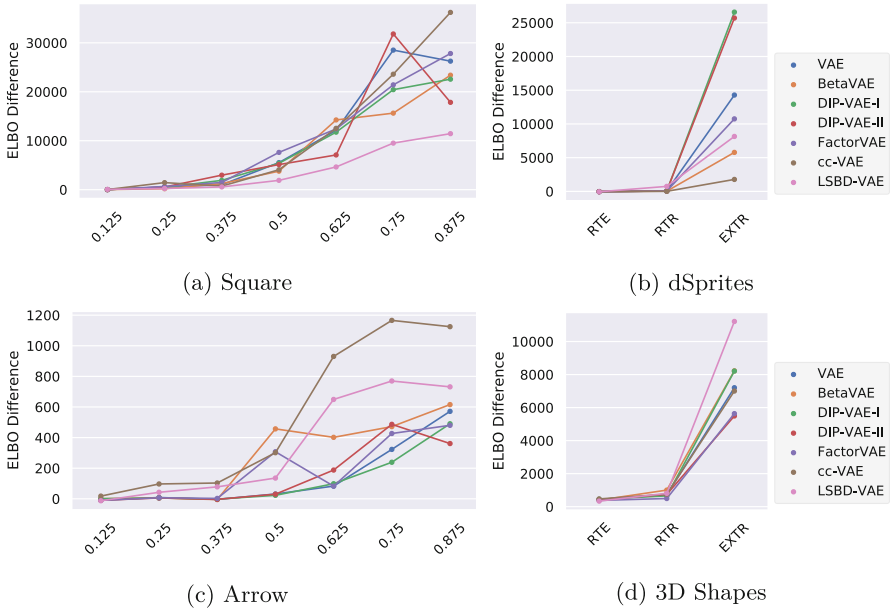 ELBO Difference
30000
20000
10000
0
0.125
0.25
0.375
0.5
0.625
0.75
0.875
(a) Square
ELBO Difference
25000
20000
15000
10000
5000
0
RTE
RTR
EXTR
VAE
BetaVAE
DIP-VAE-I
DIP-VAE-II
FactorVAE
cc-VAE
LSBD-VAE
(b) dSprites
ELBO Difference
1200
1000
800
600
400
200
0
0.125
0.25
0.375
0.5
0.625
0.75
0.875
(c) Arrow
ELBO Difference
10000
8000
6000
4000
2000
0
RTE
RTR
EXTR
VAE
BetaVAE
DIP-VAE-I
DIP-VAE-II
FactorVAE
cc-VAE
LSBD-VAE
(d) 3D Shapes